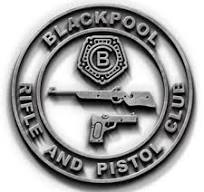 BLACKPOOL
B
RIFLE AND PISTOL CLUB